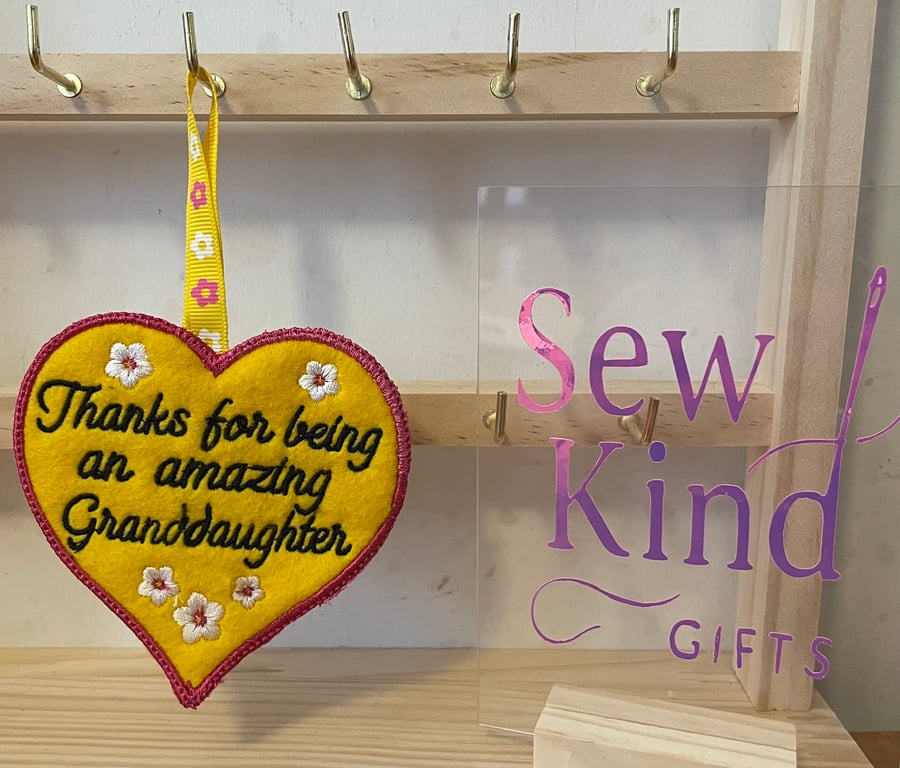 Thanks for being
an amazing
Granddaughter
Sew
Kind
GIFTS